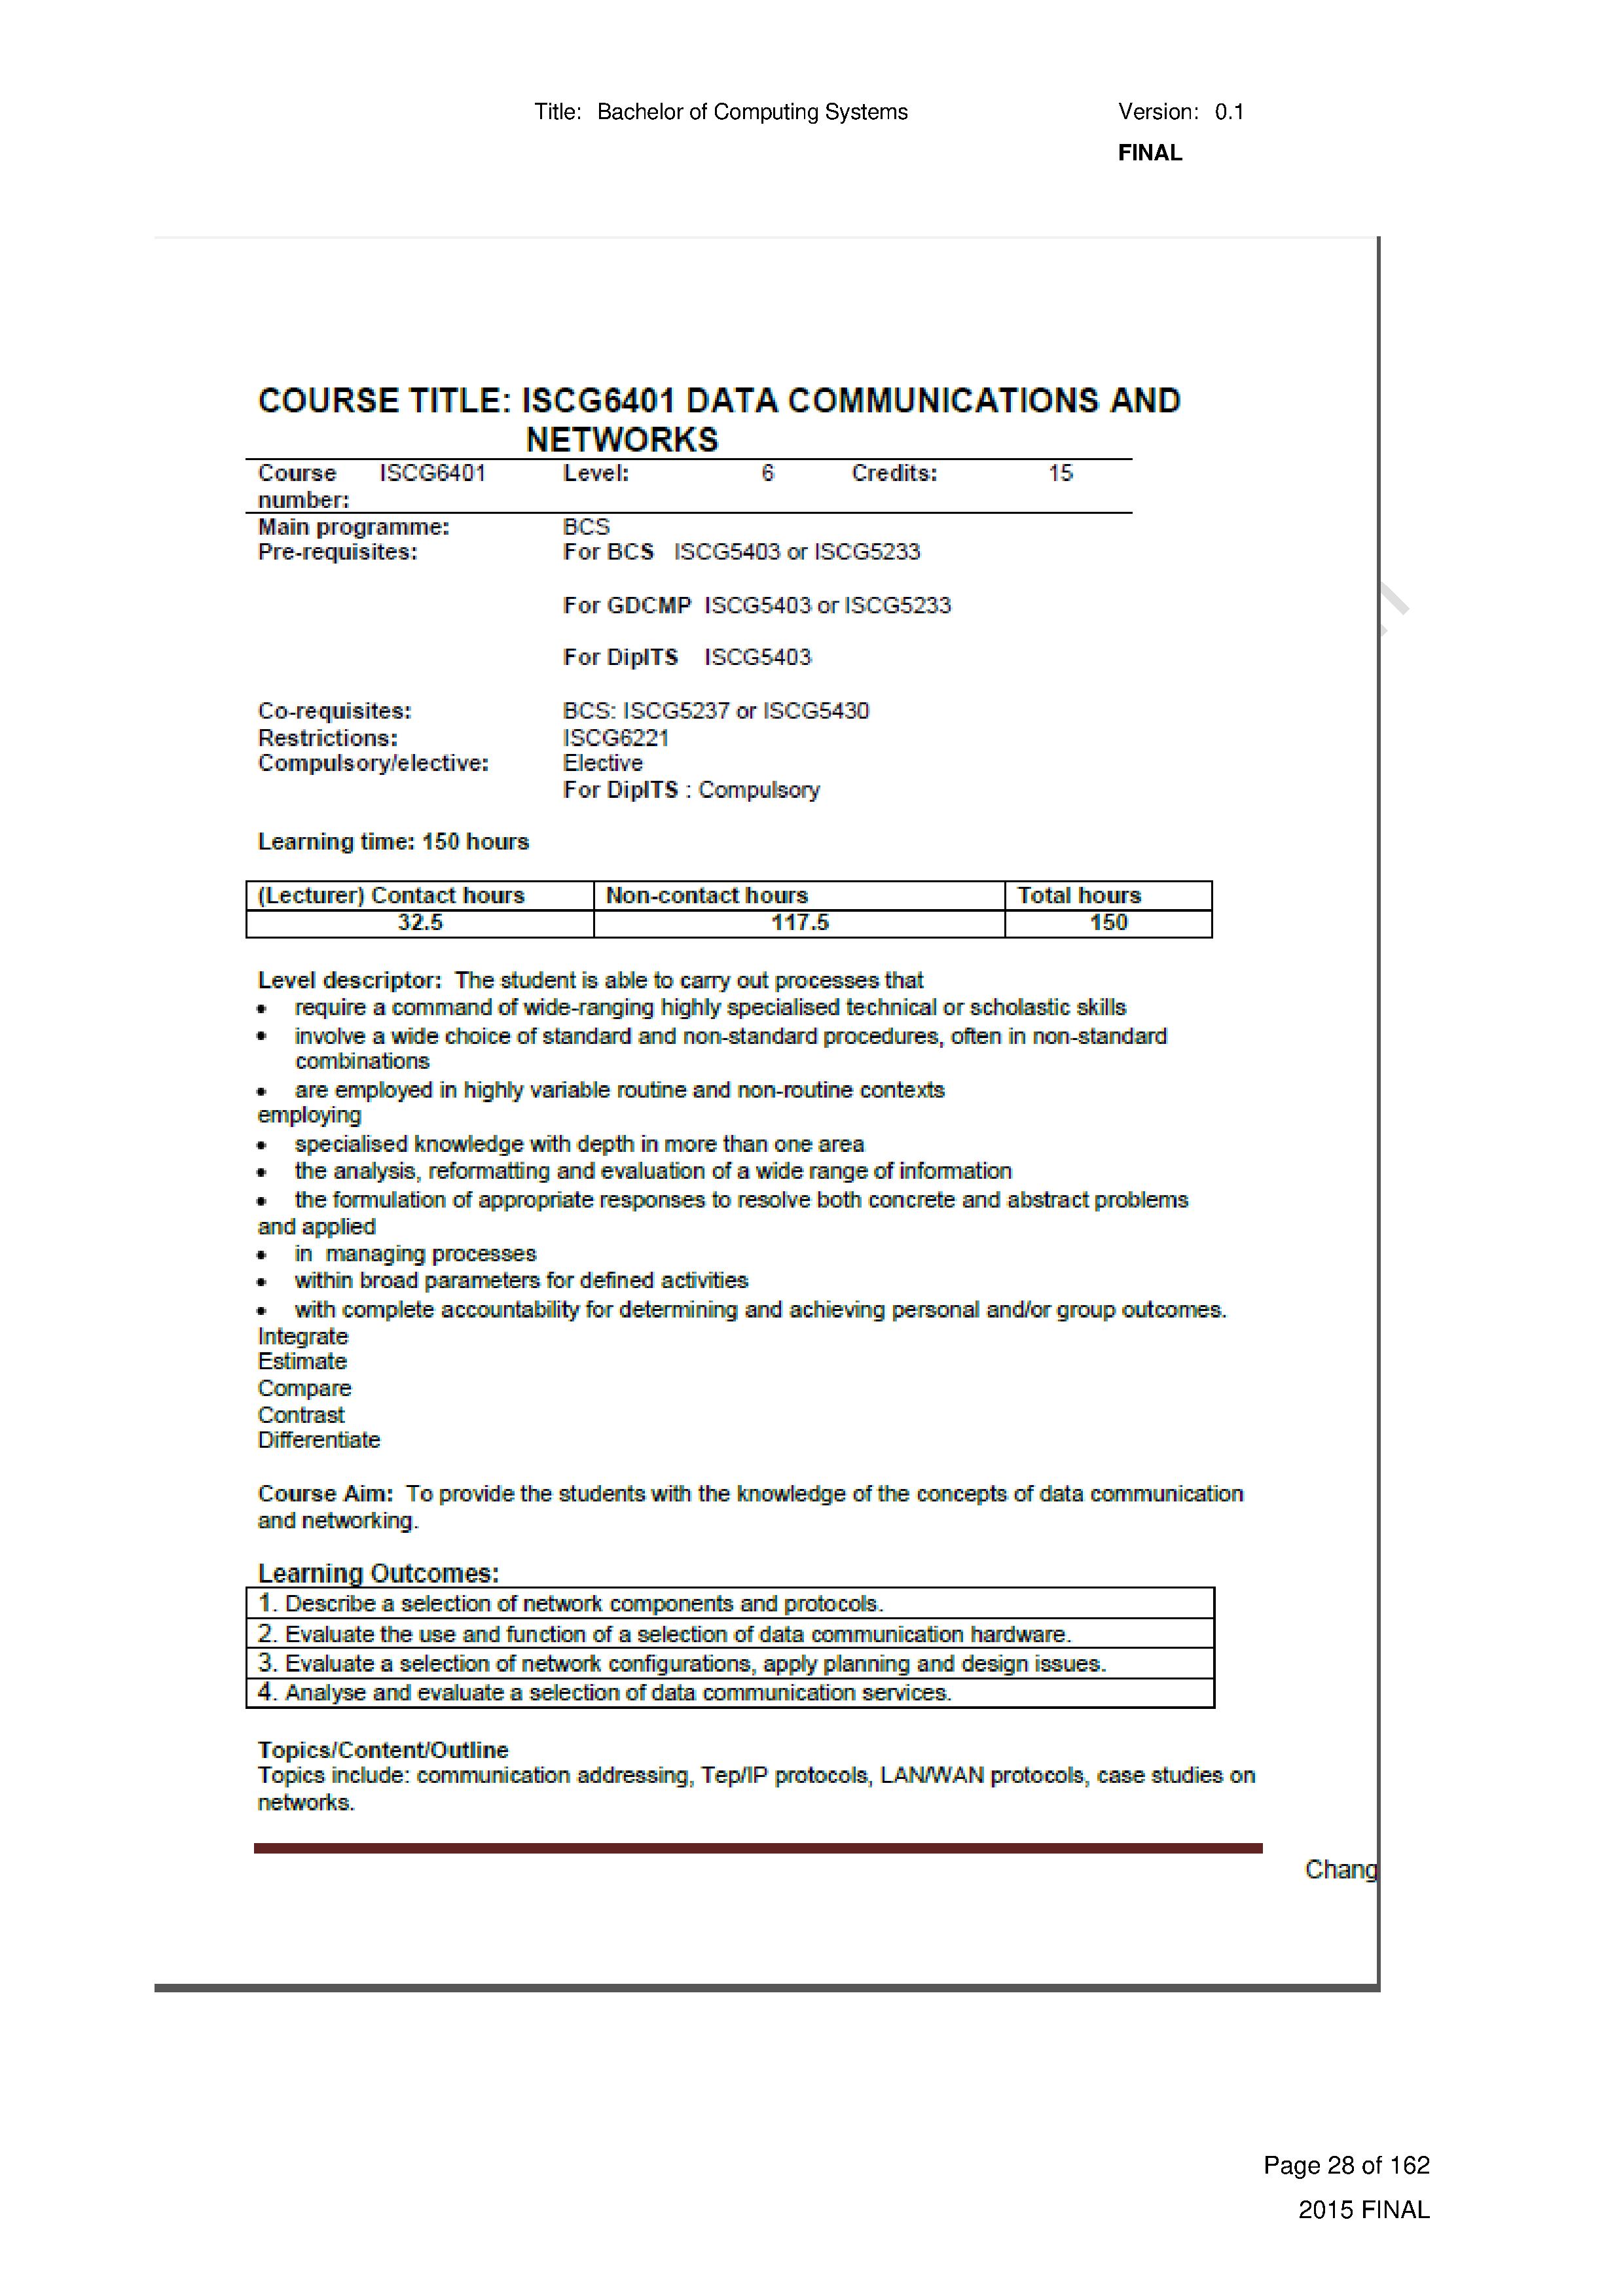 Title: Bachelor of Computing Systems Version: 0.1
FINAL
COURSE TITLE: ISCG6401 DATA COMMUNICATIONS AND
NETWORKS
Course ISCG6401 Level: 6 Credits: 15
number:
Main programme: BCS
Pre-requisites: For BCS ISCG5403 or ISCG5233
For GDCMP ISCG5403 or ISCG5233
For DipITS ISCG5403
Co-requisites: BCS: ISCG5237 or ISCG5430
Restrictions: ISCG6221
Compulsory/elective: Elective
For DipITS : Compulsory
Learning time: 150 hours
(Lecturer) Contact hours Non-contact hours Total hours
32.5 117.5 150
Level descriptor: The student is able to carry out processes that
• require a command of wide-ranging highly specialised technical or scholastic skills
• involve a wide choice of standard and non-standard procedures, often in non-standard
combinations
• are employed in highly variable routine and non-routine contexts
employing
• specialised knowledge with depth in more than one area
• the analysis, reformatting and evaluation of a wide range of information
• the formulation of appropriate responses to resolve both concrete and abstract problems
and applied
• in managing processes
• within broad parameters for defined activities
• with complete accountability for determining and achieving personal and/or group outcomes.
Integrate
Estimate
Compare
Contrast
Differentiate
Course Aim: To provide the students with the knowledge of the concepts of data communication
and networking.
Learning Outcomes:
1. Describe a selection of network components and protocols.
2. Evaluate the use and function of a selection of data communication hardware.
3. Evaluate a selection of network configurations, apply planning and design issues.
4. Analyse and evaluate a selection of data communication services.
Topics/Content/Outline
Topics include: communication addressing, Tep/IP protocols, LAN/WAN protocols, case studies on
networks.
Chang
Page 28 of 162
2015 FINAL